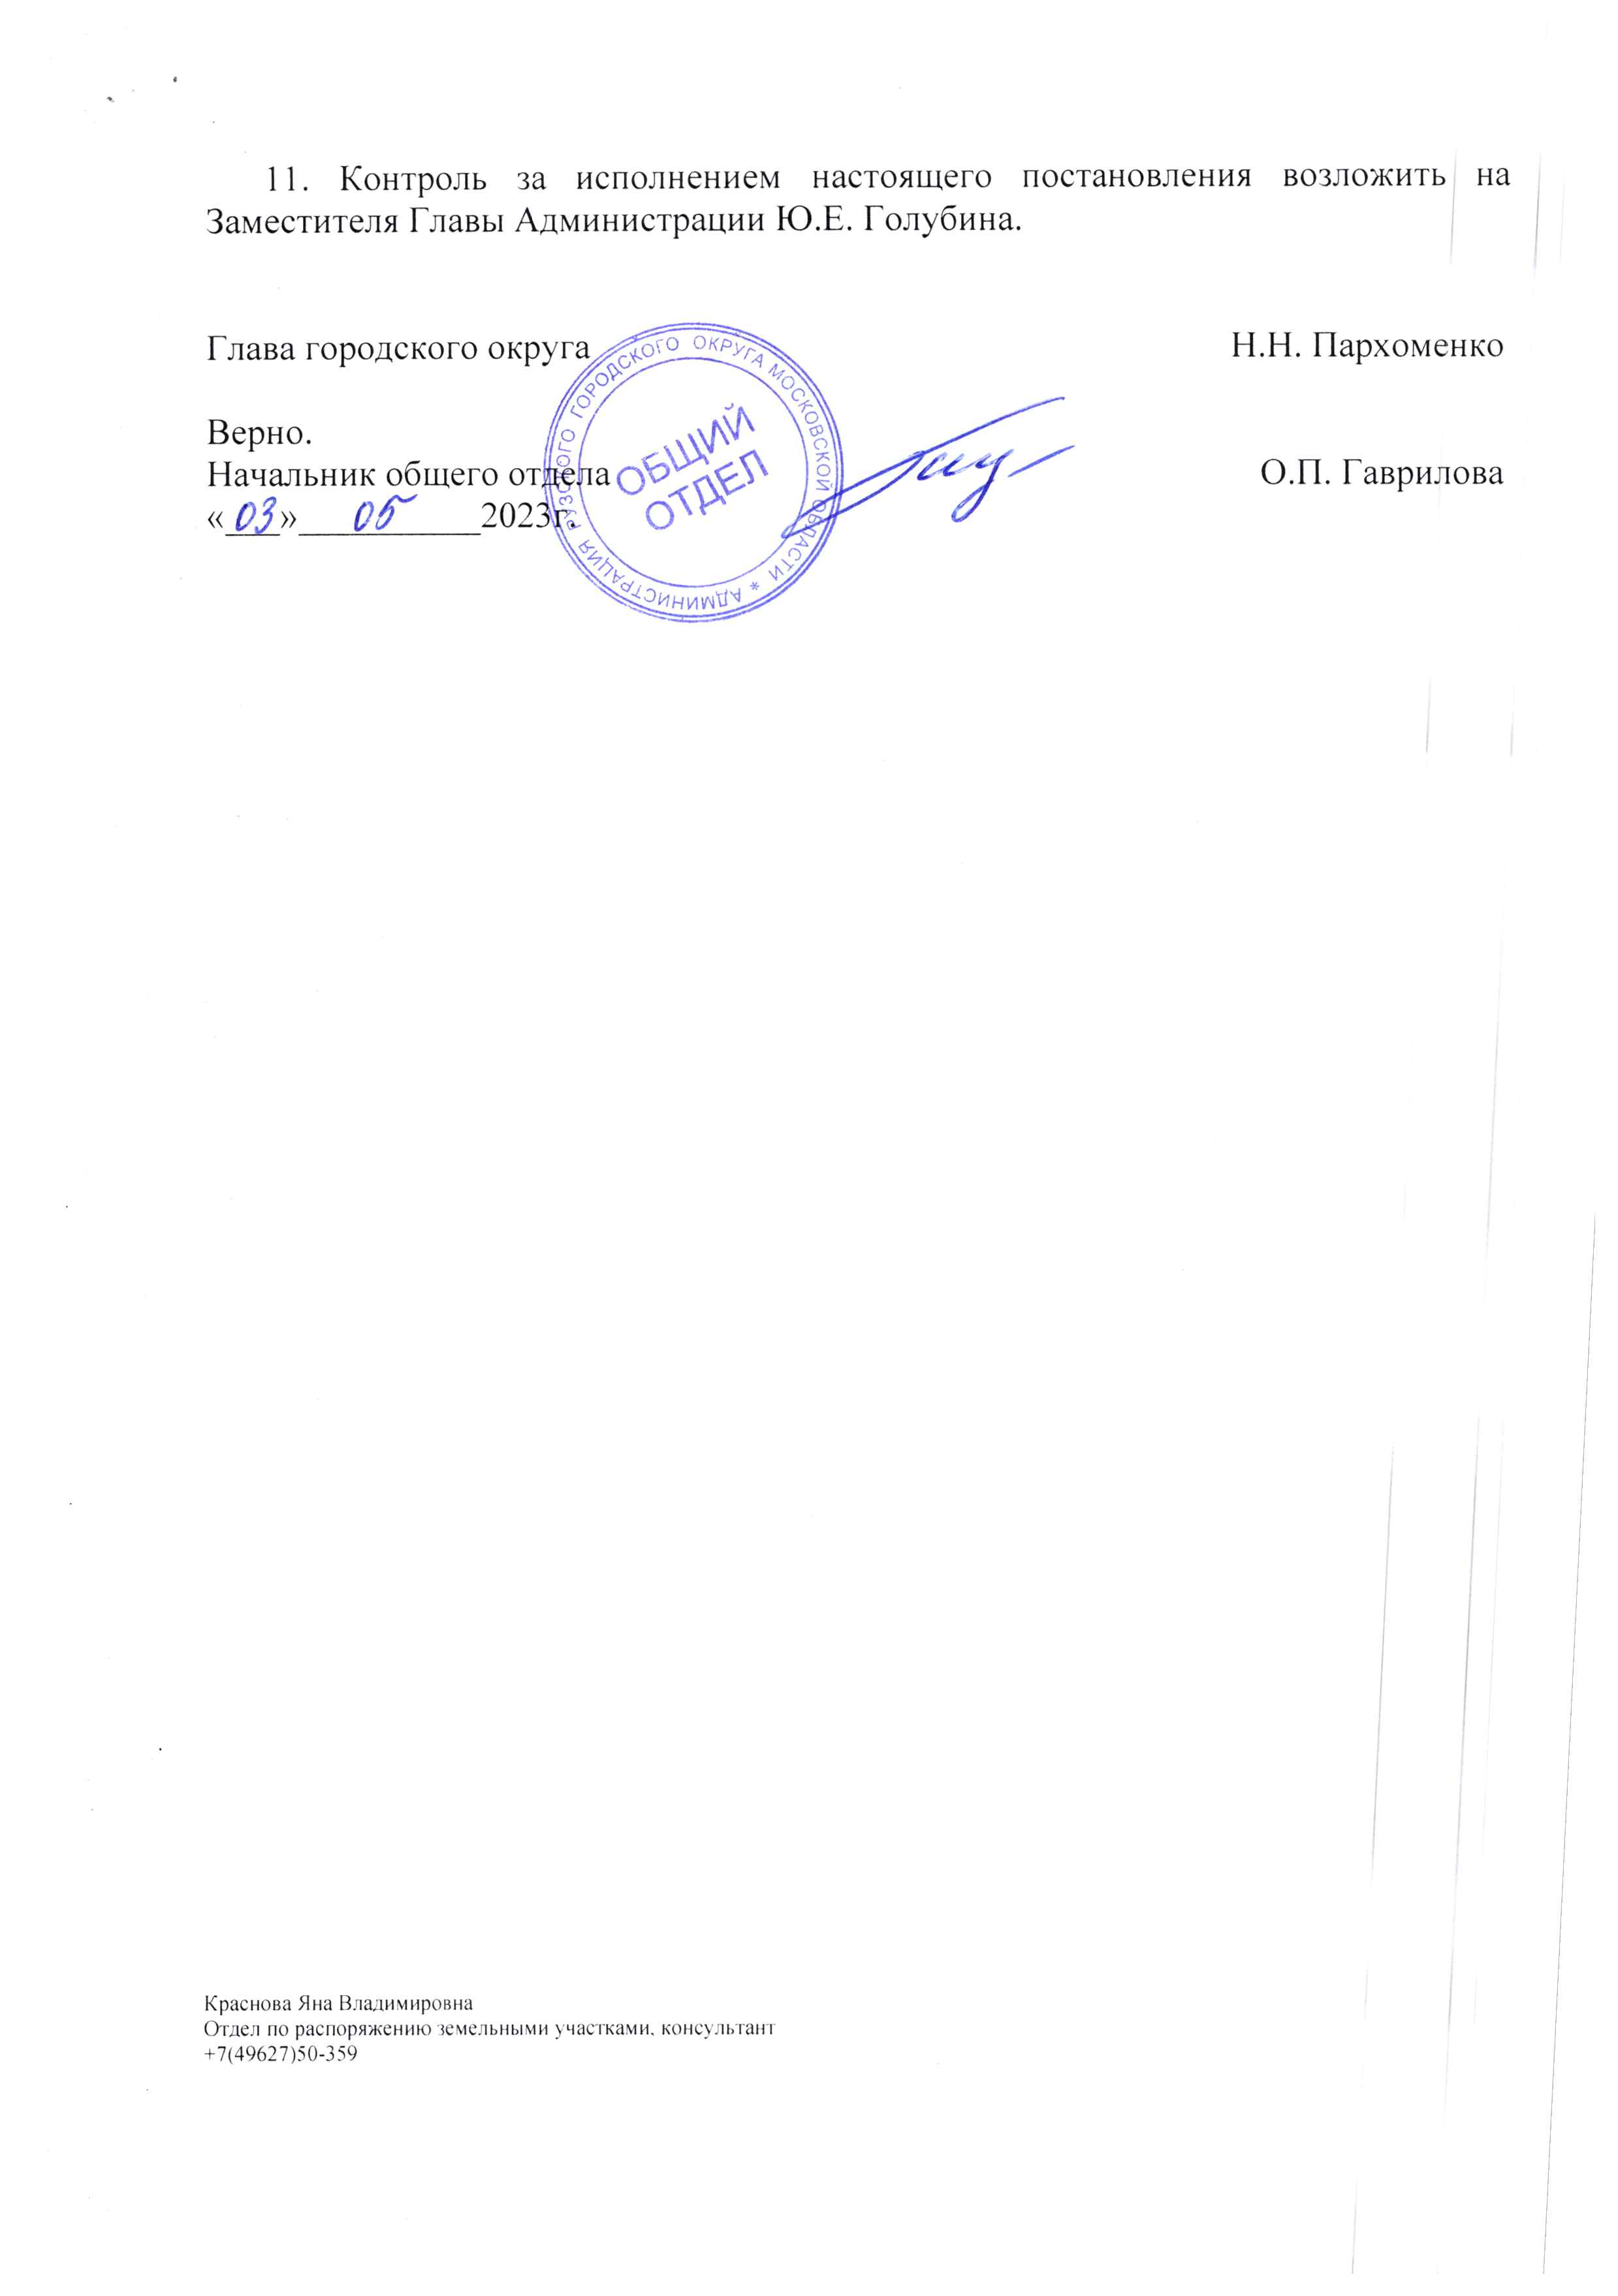 11. Контроль за исполнением настоящего постановления возложить на
Заместителя Главы Администрации Ю.Е. Голубина.
Глава городского округа Н.Н. Пархоменко
Верно.
Начальник общего отдела О.П. Гаврилова
«03» 05 2023г.
АДМИНИСТРАЦИЯ РУЗСКОГО ГОРОДСКОГО ОКРУГА МОСКОВСКОЙ ОБЛАСТИ *
ОБЩИЙ
ОТДЕЛ
Краснова Яна Владимировна
Отдел по распоряжению земельными участками, консультант
+7(49627)50-359